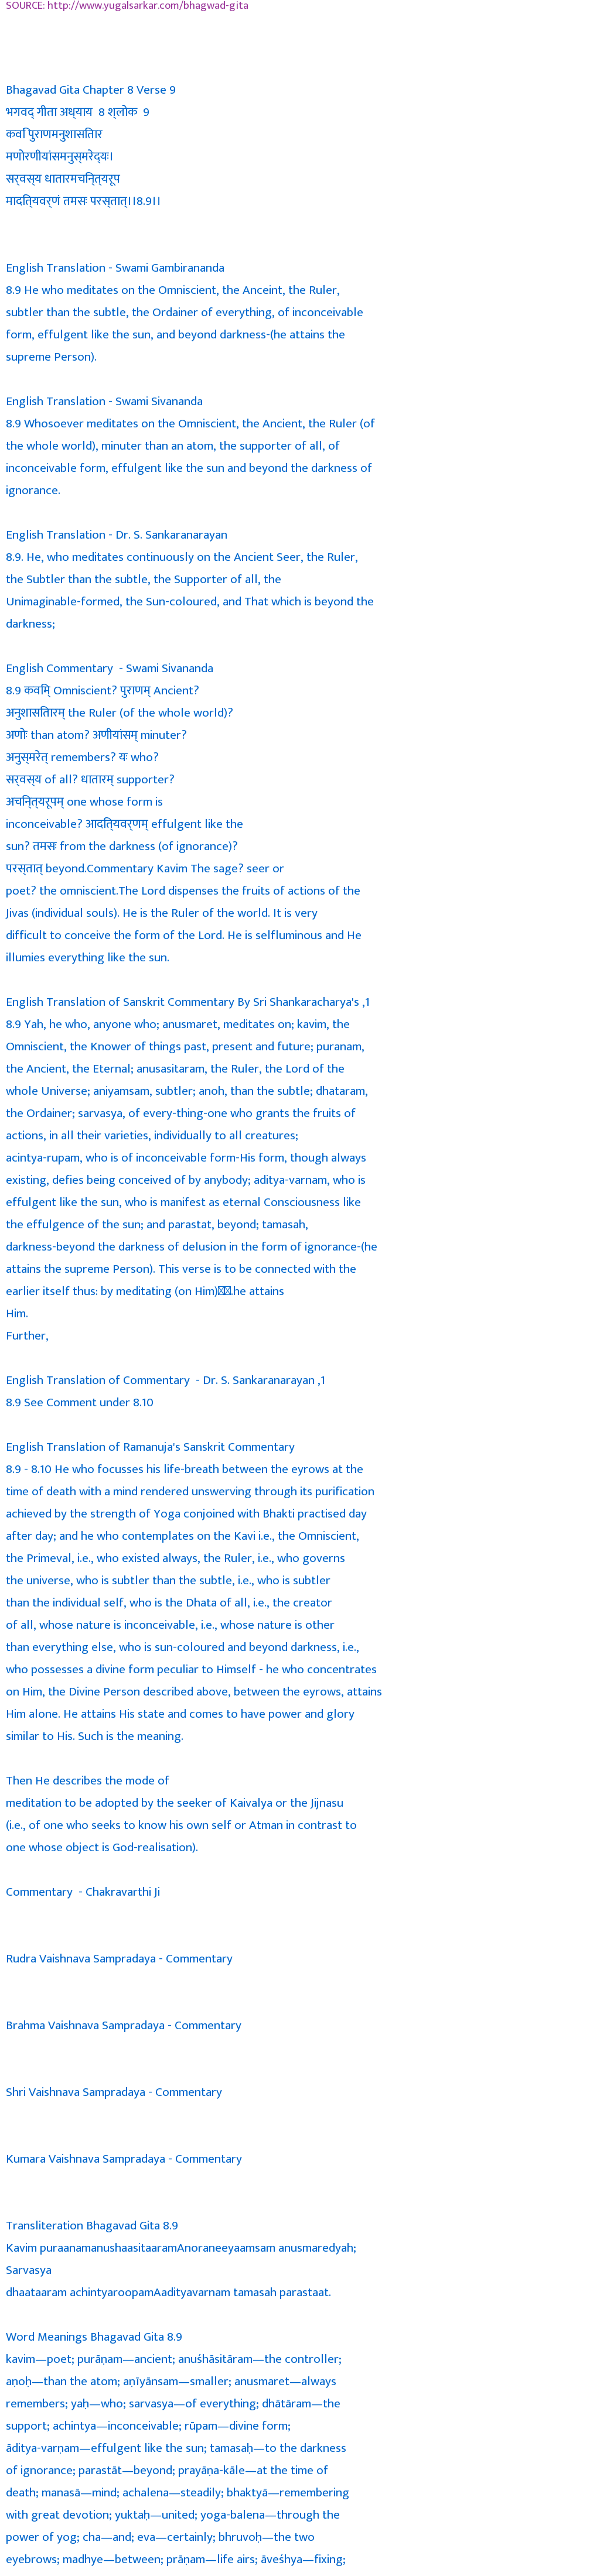 SOURCE: http://www.yugalsarkar.com/bhagwad-gita
Bhagavad Gita Chapter 8 Verse 9
भगवद् गीता अध्याय 8 श्लोक 9
कविं पुराणमनुशासितार
मणोरणीयांसमनुस्मरेद्यः।
सर्वस्य धातारमचिन्त्यरूप
मादित्यवर्णं तमसः परस्तात्।।8.9।।
English Translation - Swami Gambirananda
8.9 He who meditates on the Omniscient, the Anceint, the Ruler,
subtler than the subtle, the Ordainer of everything, of inconceivable
form, effulgent like the sun, and beyond darkness-(he attains the
supreme Person).
English Translation - Swami Sivananda
8.9 Whosoever meditates on the Omniscient, the Ancient, the Ruler (of
the whole world), minuter than an atom, the supporter of all, of
inconceivable form, effulgent like the sun and beyond the darkness of
ignorance.
English Translation - Dr. S. Sankaranarayan
8.9. He, who meditates continuously on the Ancient Seer, the Ruler,
the Subtler than the subtle, the Supporter of all, the
Unimaginable-formed, the Sun-coloured, and That which is beyond the
darkness;
English Commentary - Swami Sivananda
8.9 कविम् Omniscient? पुराणम् Ancient?
अनुशासितारम् the Ruler (of the whole world)?
अणोः than atom? अणीयांसम् minuter?
अनुस्मरेत् remembers? यः who?
सर्वस्य of all? धातारम् supporter?
अचिन्त्यरूपम् one whose form is
inconceivable? आदित्यवर्णम् effulgent like the
sun? तमसः from the darkness (of ignorance)?
परस्तात् beyond.Commentary Kavim The sage? seer or
poet? the omniscient.The Lord dispenses the fruits of actions of the
Jivas (individual souls). He is the Ruler of the world. It is very
difficult to conceive the form of the Lord. He is selfluminous and He
illumies everything like the sun.
English Translation of Sanskrit Commentary By Sri Shankaracharya's ,1
8.9 Yah, he who, anyone who; anusmaret, meditates on; kavim, the
Omniscient, the Knower of things past, present and future; puranam,
the Ancient, the Eternal; anusasitaram, the Ruler, the Lord of the
whole Universe; aniyamsam, subtler; anoh, than the subtle; dhataram,
the Ordainer; sarvasya, of every-thing-one who grants the fruits of
actions, in all their varieties, individually to all creatures;
acintya-rupam, who is of inconceivable form-His form, though always
existing, defies being conceived of by anybody; aditya-varnam, who is
effulgent like the sun, who is manifest as eternal Consciousness like
the effulgence of the sun; and parastat, beyond; tamasah,
darkness-beyond the darkness of delusion in the form of ignorance-(he
attains the supreme Person). This verse is to be connected with the
earlier itself thus: by meditating (on Him) .he attains
Him.
Further,
English Translation of Commentary - Dr. S. Sankaranarayan ,1
8.9 See Comment under 8.10
English Translation of Ramanuja's Sanskrit Commentary
8.9 - 8.10 He who focusses his life-breath between the eyrows at the
time of death with a mind rendered unswerving through its purification
achieved by the strength of Yoga conjoined with Bhakti practised day
after day; and he who contemplates on the Kavi i.e., the Omniscient,
the Primeval, i.e., who existed always, the Ruler, i.e., who governs
the universe, who is subtler than the subtle, i.e., who is subtler
than the individual self, who is the Dhata of all, i.e., the creator
of all, whose nature is inconceivable, i.e., whose nature is other
than everything else, who is sun-coloured and beyond darkness, i.e.,
who possesses a divine form peculiar to Himself - he who concentrates
on Him, the Divine Person described above, between the eyrows, attains
Him alone. He attains His state and comes to have power and glory
similar to His. Such is the meaning.
Then He describes the mode of
meditation to be adopted by the seeker of Kaivalya or the Jijnasu
(i.e., of one who seeks to know his own self or Atman in contrast to
one whose object is God-realisation).
Commentary - Chakravarthi Ji
Rudra Vaishnava Sampradaya - Commentary
Brahma Vaishnava Sampradaya - Commentary
Shri Vaishnava Sampradaya - Commentary
Kumara Vaishnava Sampradaya - Commentary
Transliteration Bhagavad Gita 8.9
Kavim puraanamanushaasitaaramAnoraneeyaamsam anusmaredyah;
Sarvasya
dhaataaram achintyaroopamAadityavarnam tamasah parastaat.
Word Meanings Bhagavad Gita 8.9
kavim—poet; purāṇam—ancient; anuśhāsitāram—the controller;
aṇoḥ—than the atom; aṇīyānsam—smaller; anusmaret—always
remembers; yaḥ—who; sarvasya—of everything; dhātāram—the
support; achintya—inconceivable; rūpam—divine form;
āditya-varṇam—effulgent like the sun; tamasaḥ—to the darkness
of ignorance; parastāt—beyond; prayāṇa-kāle—at the time of
death; manasā—mind; achalena—steadily; bhaktyā—remembering
with great devotion; yuktaḥ—united; yoga-balena—through the
power of yog; cha—and; eva—certainly; bhruvoḥ—the two
eyebrows; madhye—between; prāṇam—life airs; āveśhya—fixing;